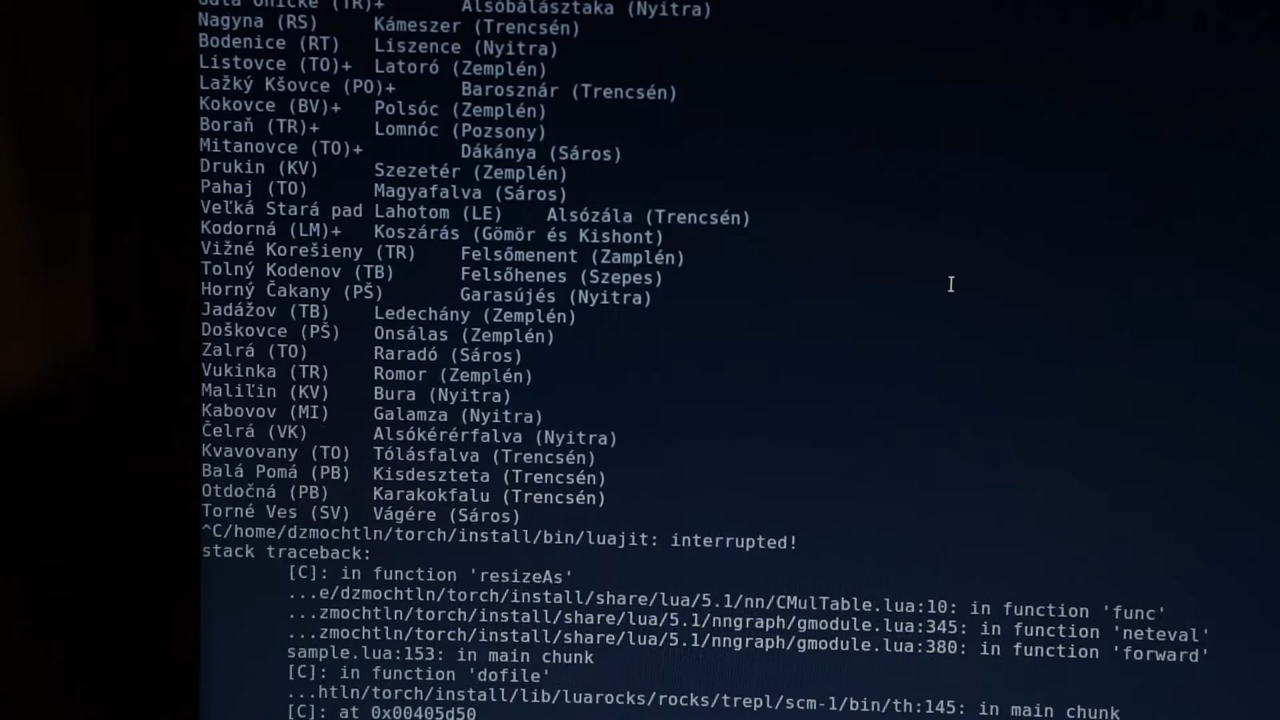 Gata Onicke (TR)+ Alsóbálásztaka (Nyitra)
Nagyna (RS) Kámeszer (Trencsén)
Bodenice (RT) Liszence (Nyitra)
Listovce (TO)+ Latoró (Zemplén)
Lažký Kšovce (PO)+ Barosznár (Trencsén)
Kokovce (BV)+ Polsóc (Zemplén)
Boraň (TR)+ Lomnóc (Pozsony)
Mitanovce (TO)+ Dákánya (Sáros)
Drukin (KV) Szezetér (Zemplén)
Pahaj (TO) Magyafalva (Sáros)
Veľká Stará pad Lahotom (LE) Alsózála (Trencsén)
Kodorná (LM)+ Koszárás (Gömör és Kishont)
Vižné Korešieny (TR) Felsőmenent (Zamplén)
Tolný Kodenov (TB) Felsőhenes (Szepes)
Horný Čakany (PŠ) Garasújés (Nyitra)
Jadážov (TB) Ledechány (Zemplén)
Doškovce (PŠ) Onsálas (Zemplén)
Zalrá (TO) Raradó (Sáros)
Vukinka (TR) Romor (Zemplén)
Maliľin (KV) Bura (Nyitra)
Kabovov (MI) Galamza (Nyitra)
Čelrá (VK) Alsókérérfalva (Nyitra)
Kvavovany (TO) Tólásfalva (Trencsén)
Balá Pomá (PB) Kisdeszteta (Trencsén)
Otdočná (PB) Karakokfalu (Trencsén)
Torné Ves (SV) Vágére (Sáros)
^C/home/dzmochtln/torch/install/bin/luajit: interrupted!
stack traceback:
[C]: in function 'resizeAs'
...e/dzmochtln/torch/install/share/lua/5.1/nn/CMulTable.lua:10: in function 'func'
...zmochtln/torch/install/share/lua/5.1/nngraph/gmodule.lua:345: in function 'neteval'
...zmochtln/torch/install/share/lua/5.1/nngraph/gmodule.lua:380: in function 'forward'
sample.lua:153: in main chunk
[C]: in function 'dofile'
...htln/torch/install/lib/luarocks/rocks/trepl/scm-1/bin/th:145: in main chunk
[C]: at 0x00405d50